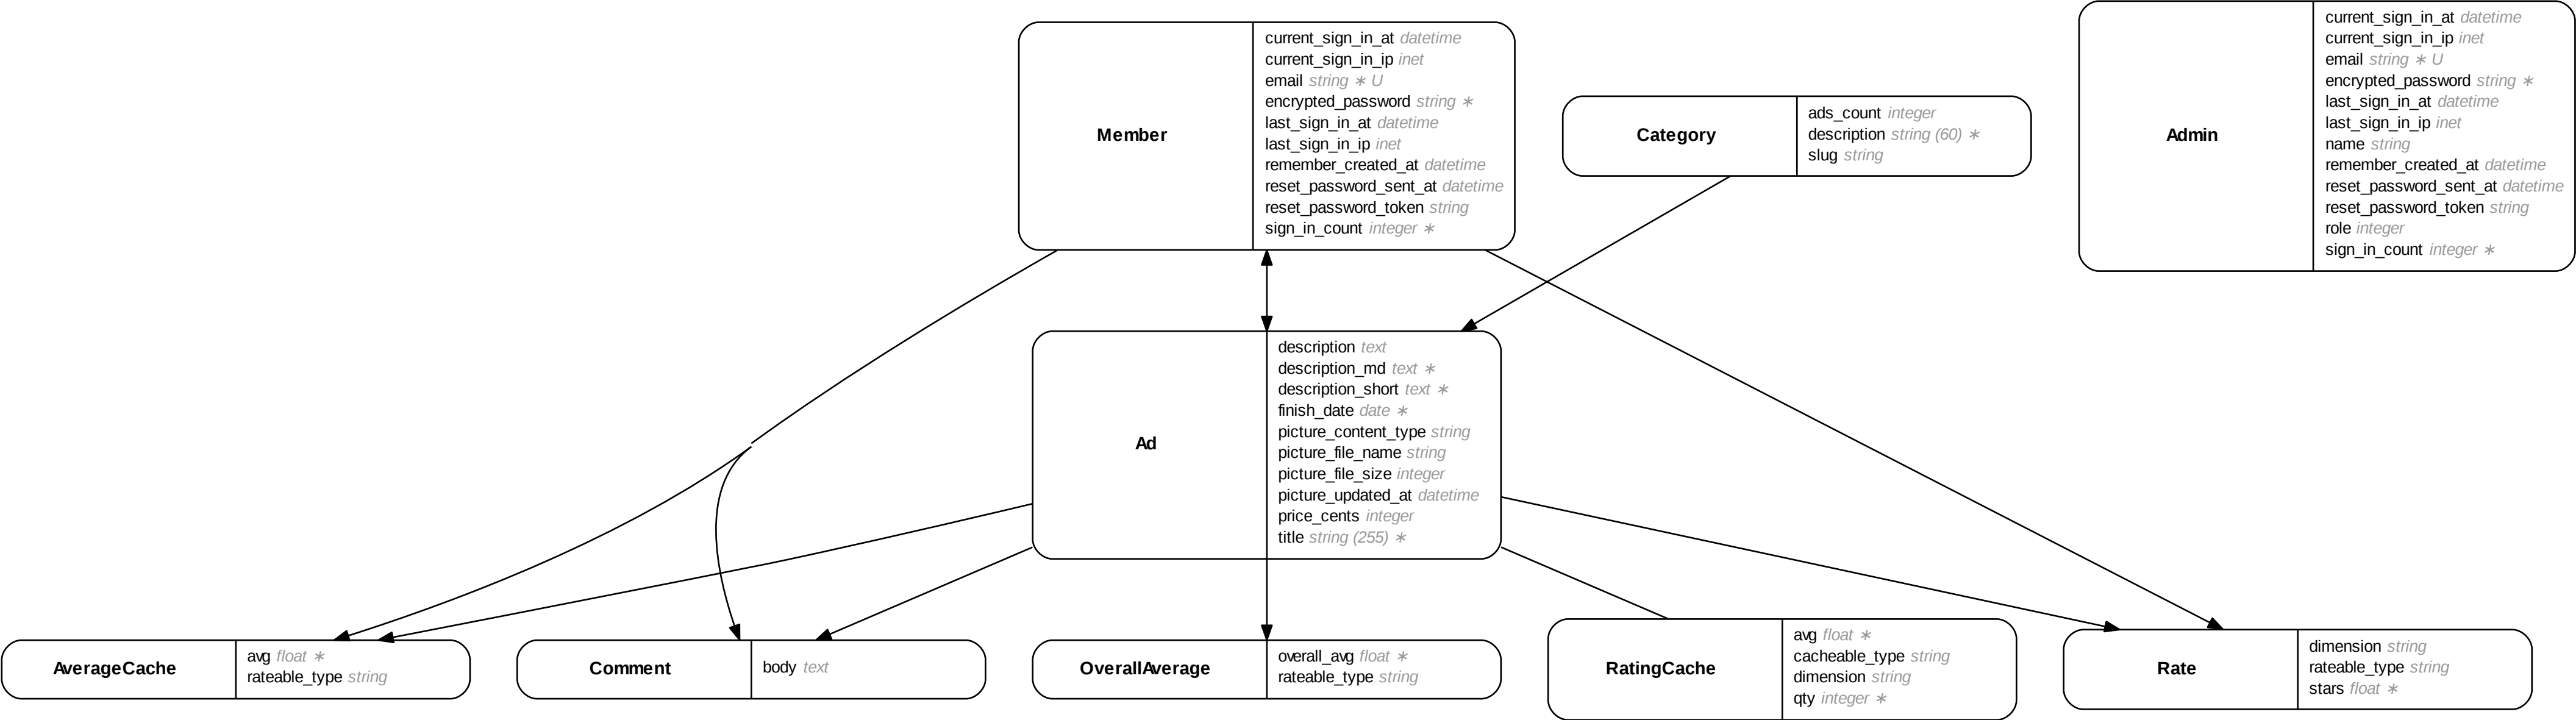 Member
current_sign_in_at datetime
current_sign_in_ip inet
email string ∗ U
encrypted_password string ∗
last_sign_in_at datetime
last_sign_in_ip inet
remember_created_at datetime
reset_password_sent_at datetime
reset_password_token string
sign_in_count integer ∗
Category
ads_count integer
description string (60) ∗
slug string
Admin
current_sign_in_at datetime
current_sign_in_ip inet
email string ∗ U
encrypted_password string ∗
last_sign_in_at datetime
last_sign_in_ip inet
name string
remember_created_at datetime
reset_password_sent_at datetime
reset_password_token string
role integer
sign_in_count integer ∗
Ad
description text
description_md text ∗
description_short text ∗
finish_date date ∗
picture_content_type string
picture_file_name string
picture_file_size integer
picture_updated_at datetime
price_cents integer
title string (255) ∗
AverageCache
avg float ∗
rateable_type string
Comment
body text
OverallAverage
overall_avg float ∗
rateable_type string
RatingCache
avg float ∗
cacheable_type string
dimension string
qty integer ∗
Rate
dimension string
rateable_type string
stars float ∗